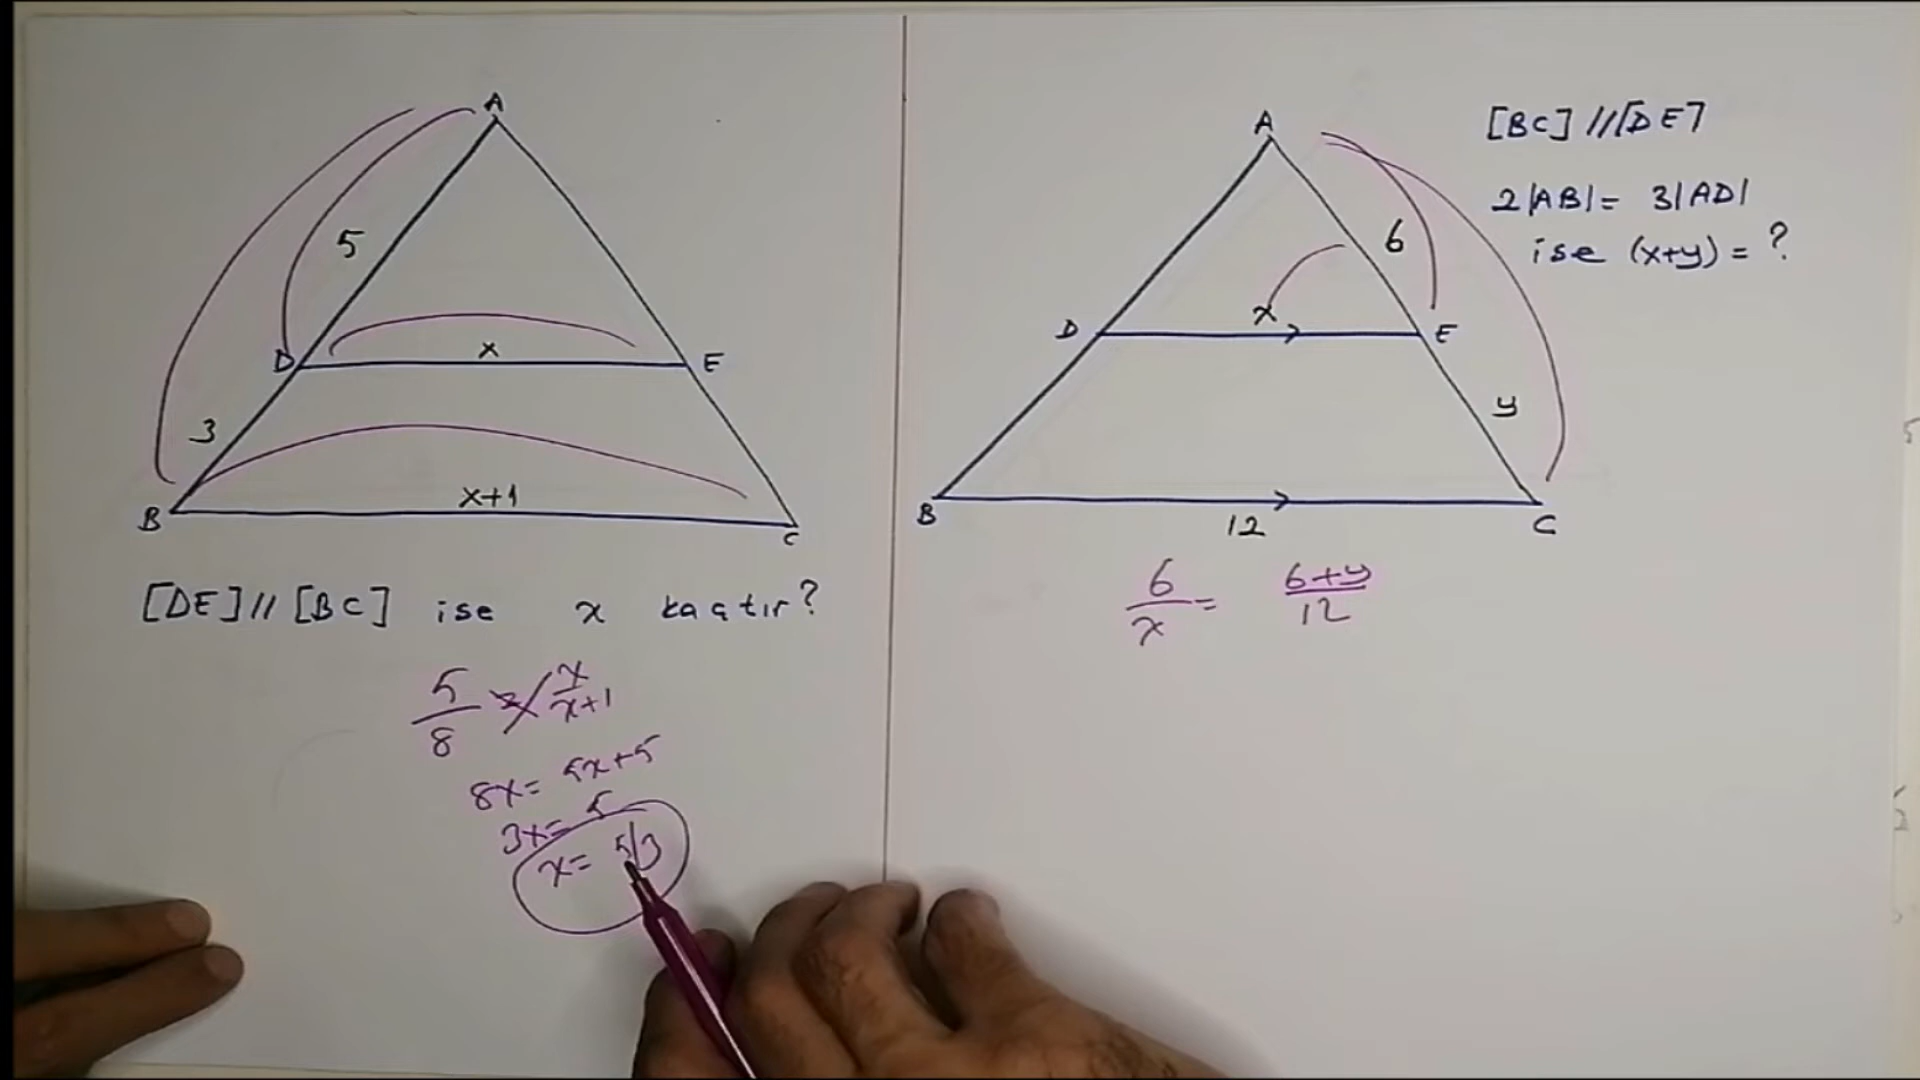 A
5
D
x
E
3
B
x+1
C
[DE]//[BC] ise x kaçtır?
5/8 = x/x+1
8x= 5x+5
3x= 5
x= 5/3
A
[BC]//[DE]
2|AB|= 3|AD|
ise (x+y)= ?
6
D
x
E
y
B
12
C
6/x = 6+y/12